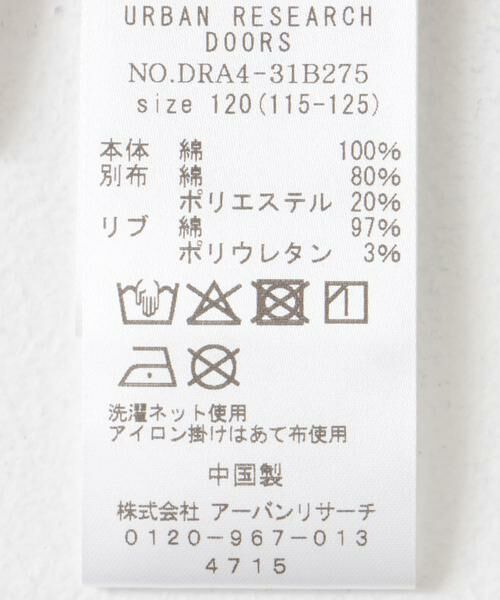 URBAN RESEARCH
DOORS
NO.DRA4-31B275
size 120(115-125)
本体 綿 100%
別布 綿 80%
ポリエステル 20%
リブ 綿 97%
ポリウレタン 3%
洗濯ネット使用
アイロン掛けはあて布使用
中国製
株式会社 アーバンリサーチ
0120-967-013
4715